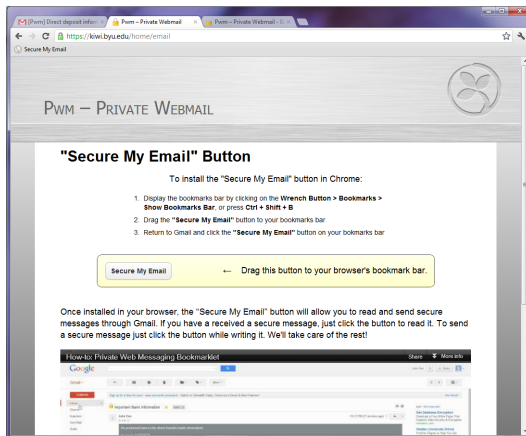 [Pwm] Direct deposit inform
Pwm – Private Webmail
Pwm – Private Webmail - B
https://kiwi.byu.edu/home/email
Secure My Email
PWM – PRIVATE WEBMAIL
"Secure My Email" Button
To install the "Secure My Email" button in Chrome:
1. Display the bookmarks bar by clicking on the Wrench Button > Bookmarks >
Show Bookmarks Bar, or press Ctrl + Shift + B
2. Drag the "Secure My Email" button to your bookmarks bar
3. Return to Gmail and click the "Secure My Email" button on your bokmarks bar
Secure My Email ← Drag this button to your browser's bookmark bar.
Once installed in your browser, the "Secure My Email" button will allow you to read and send secure
messages through Gmail. If you have a received a secure message, just click the button to read it. To send
a secure message just click the button while writing it. We'll take care of the rest!
How-to: Private Web Messaging Bookmarklet Share More info
Google
Gmail
Important Bank Information